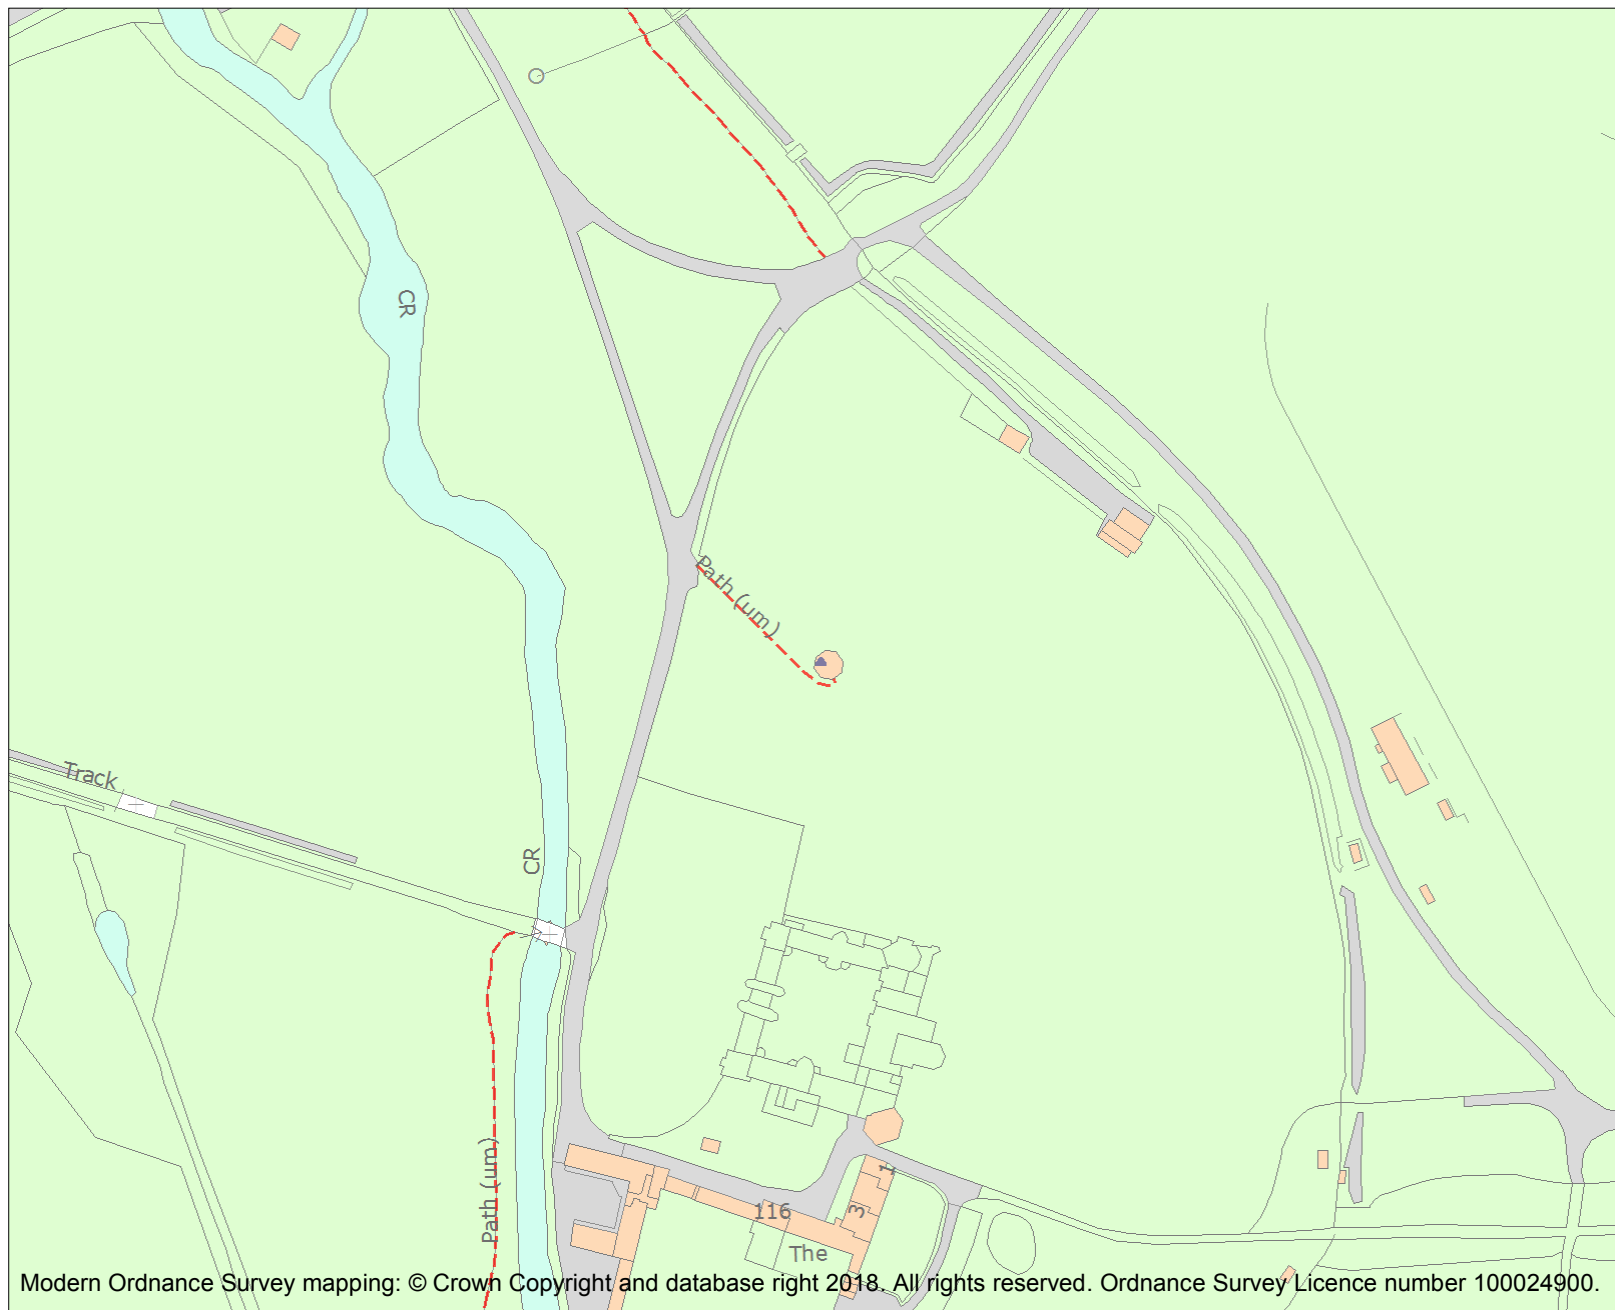 CR
Path (um)
Track
CR
Path (um)
1
116
3
The
Modern Ordnance Survey mapping: © Crown Copyright and database right 2018. All rights reserved. Ordnance Survey Licence number 100024900.